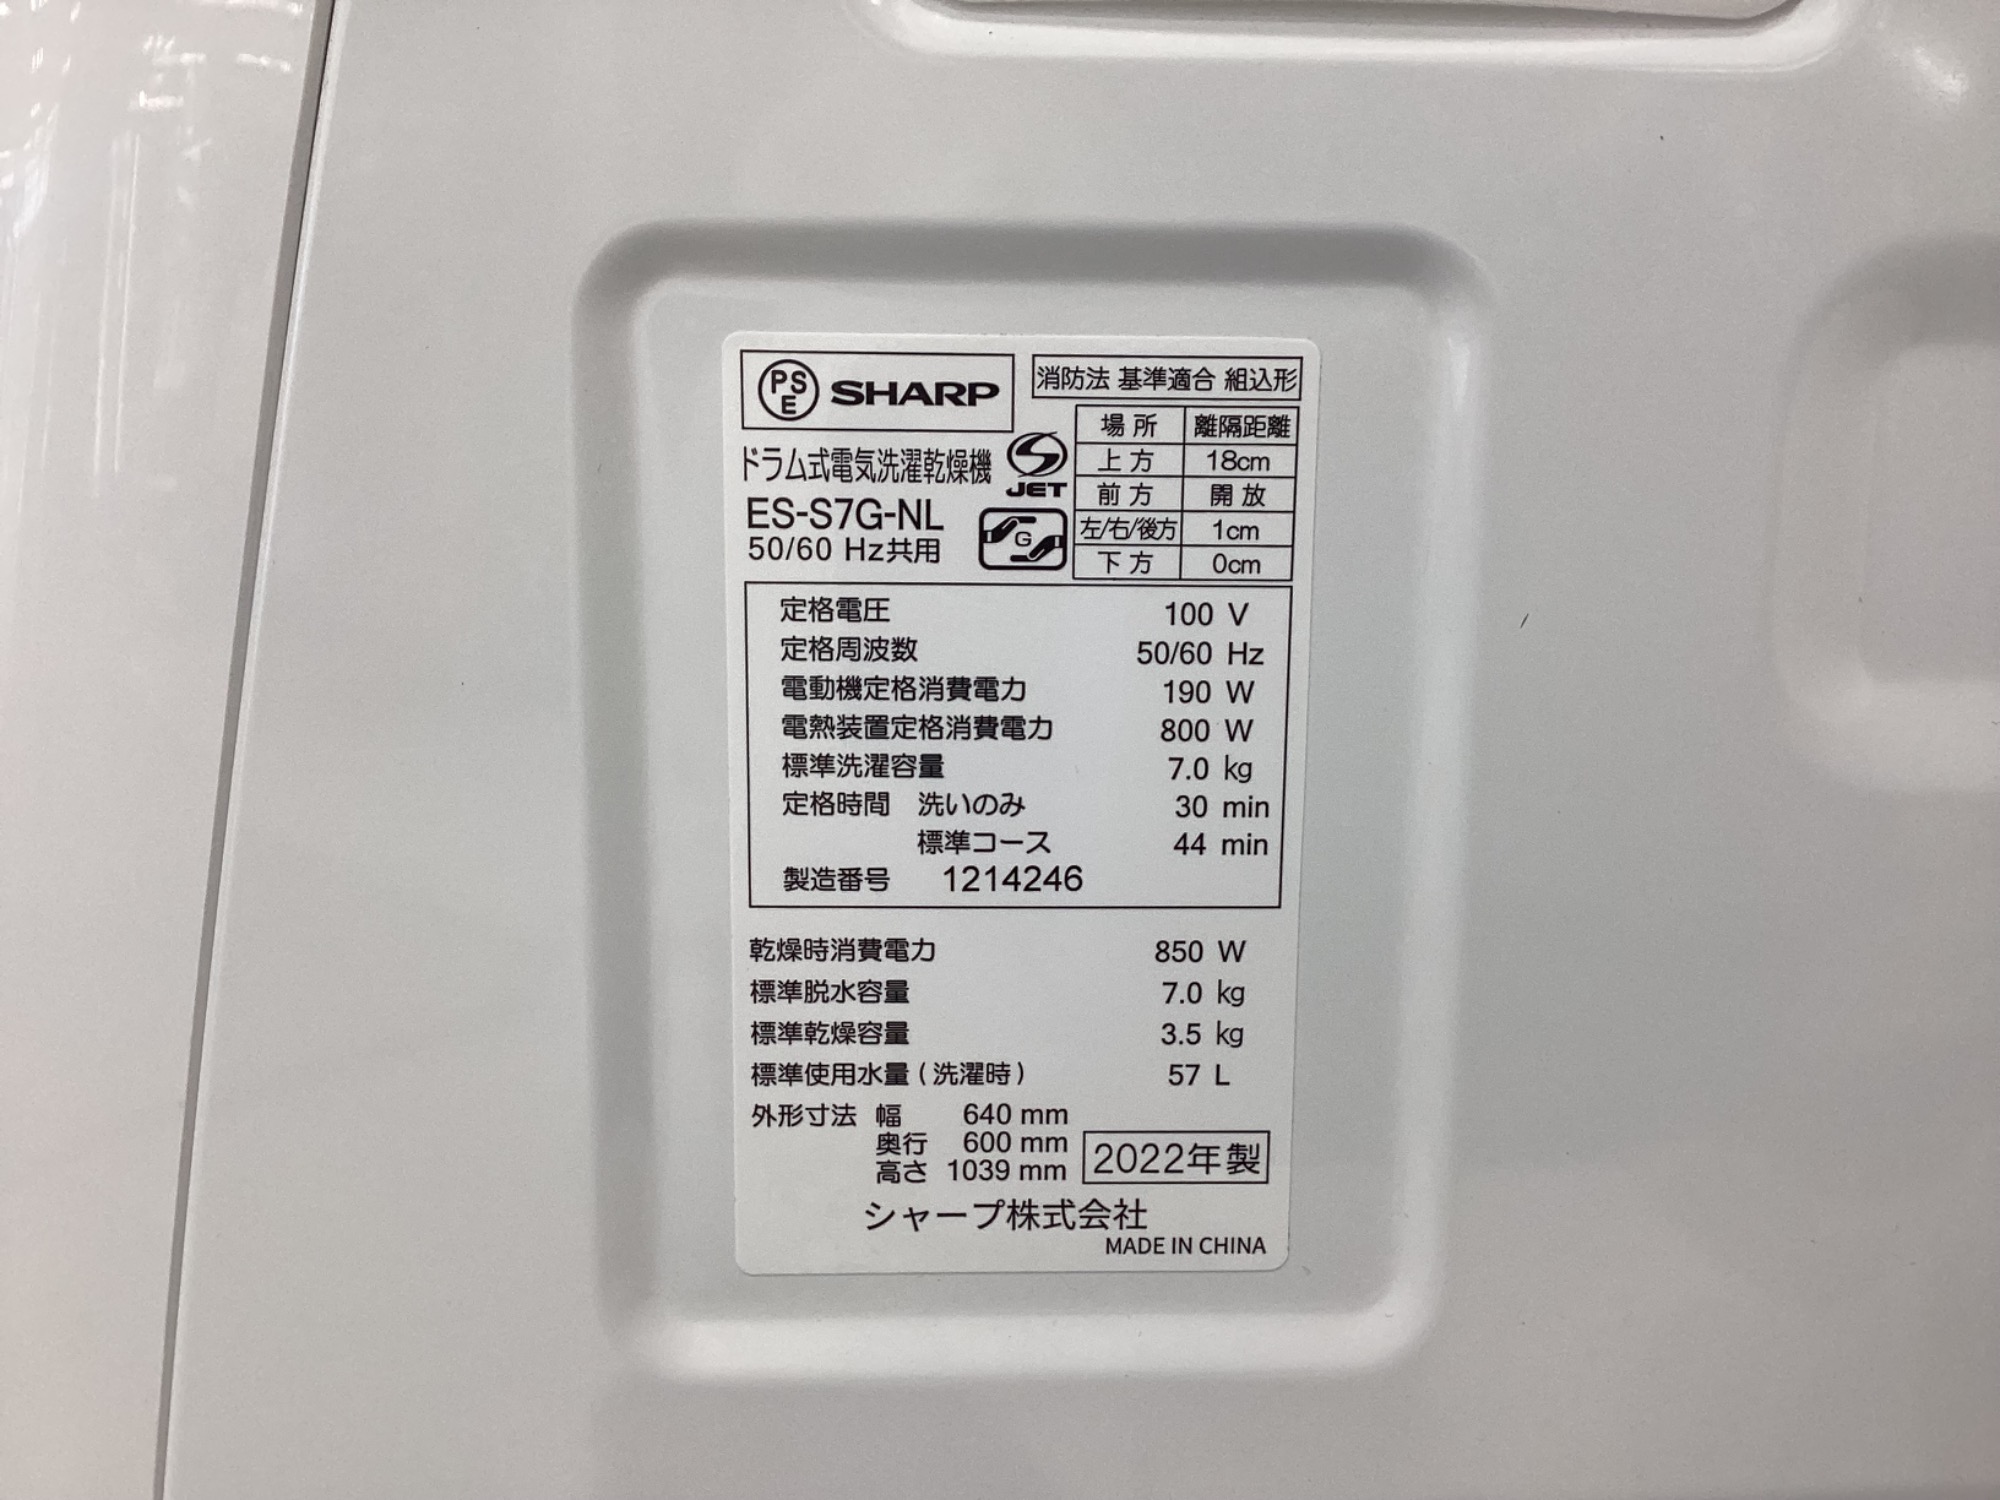 PSE SHARP
消防法 基準適合 組込形
ドラム式電気洗濯乾燥機
JET
ES-S7G-NL
G
50/60 Hz共用
場所 離隔距離
上方 18cm
前方 開放
左/右/後方 1cm
下方 0cm
定格電圧 100 V
定格周波数 50/60 Hz
電動機定格消費電力 190 W
電熱装置定格消費電力 800 W
標準洗濯容量 7.0 kg
定格時間 洗いのみ 30 min
標準コース 44 min
製造番号 1214246
乾燥時消費電力 850 W
標準脱水容量 7.0 kg
標準乾燥容量 3.5 kg
標準使用水量(洗濯時) 57 L
外形寸法 幅 640 mm
奥行 600 mm
高さ 1039 mm
2022年製
シャープ株式会社
MADE IN CHINA